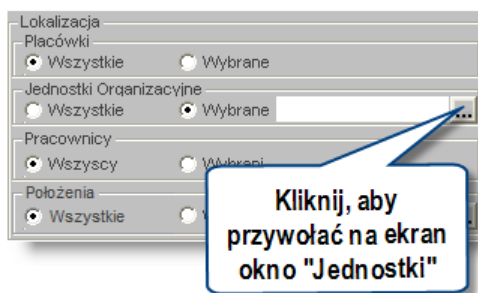 Lokalizacja
Placówki
Wszystkie Wybrane
Jednostki Organizacyjne
Wszystkie Wybrane ...
Pracownicy
Wszyscy Wybrani
Położenia
Wszystkie
Kliknij, aby
przywołać na ekran
okno "Jednostki"